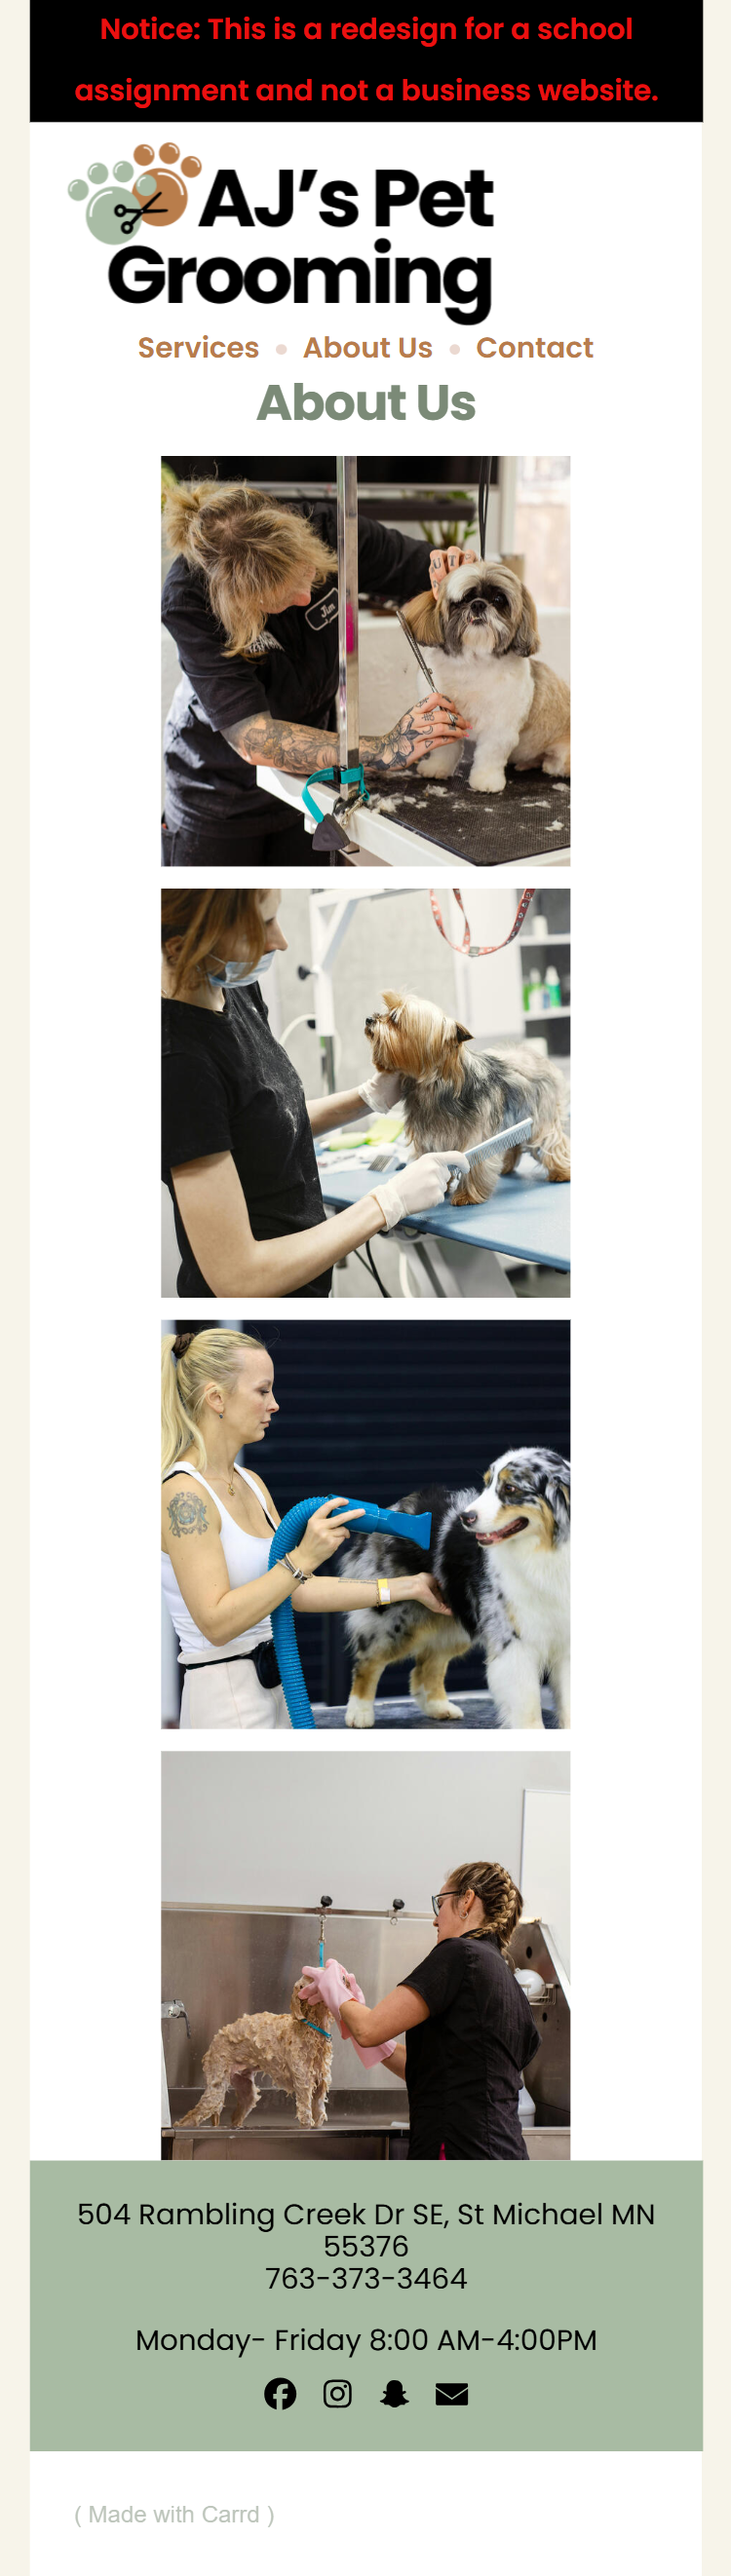 Notice: This is a redesign for a school
assignment and not a business website.
AJ’s Pet
Grooming
Services • About Us • Contact
About Us
504 Rambling Creek Dr SE, St Michael MN
55376
763-373-3464
Monday- Friday 8:00 AM-4:00PM
( Made with Carrd )